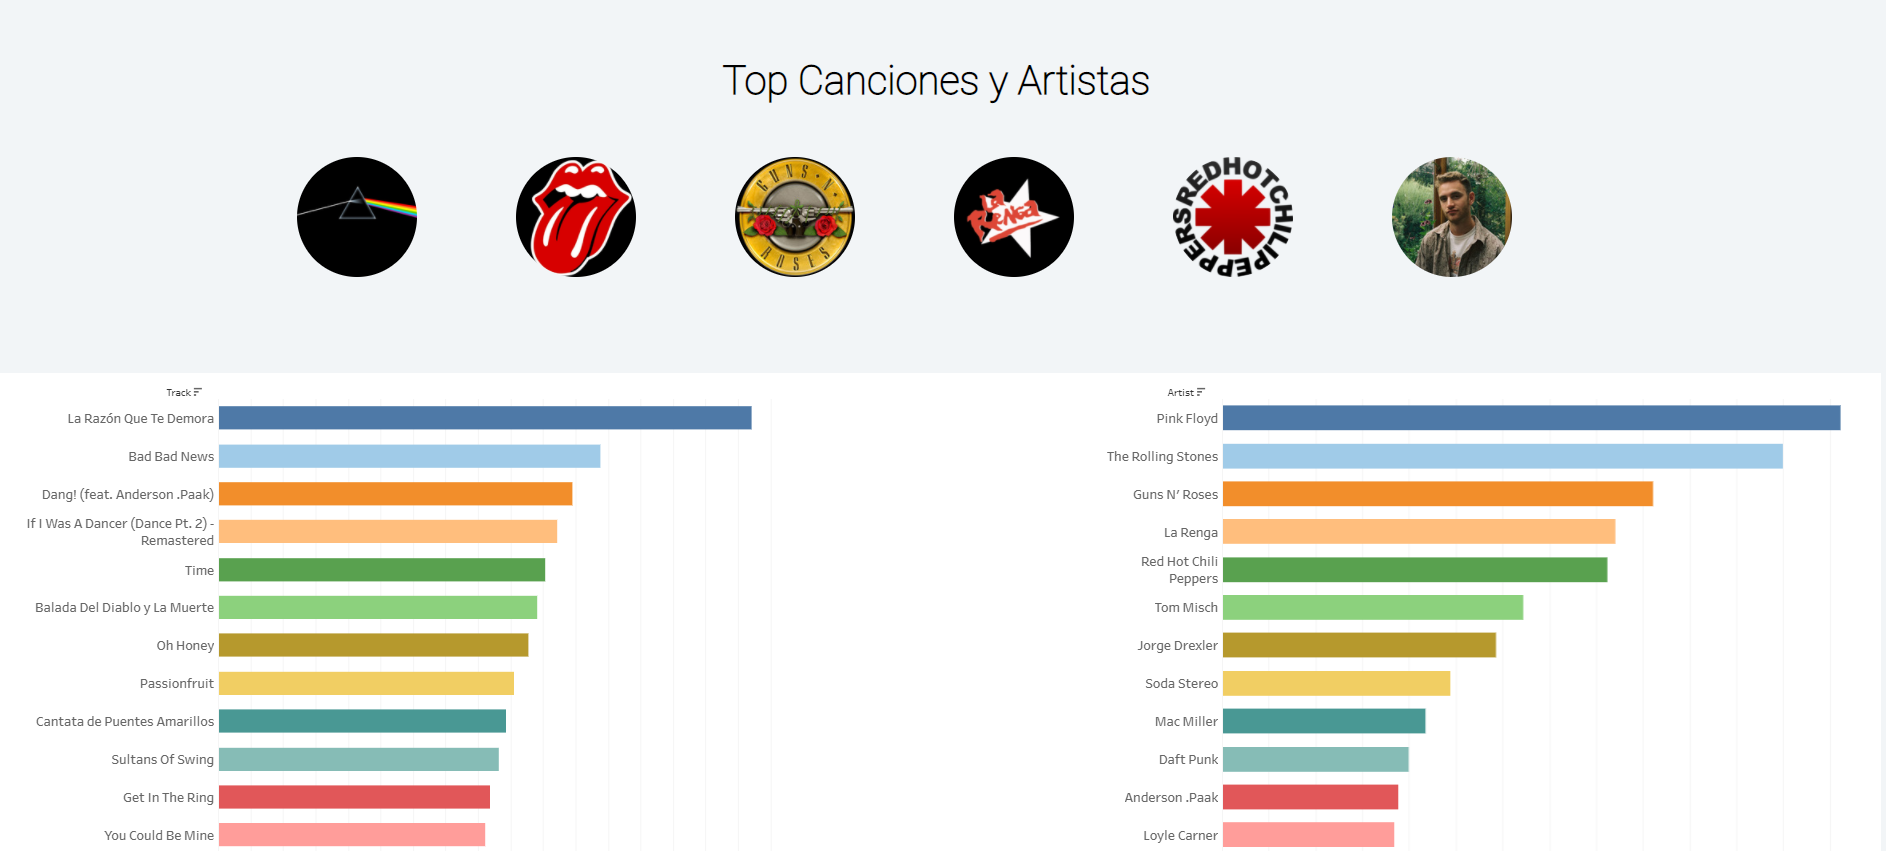 Top Canciones y Artistas
GUNS N'
ROSES
LA
RENGA
RED HOT CHILI PEPPERS
Track
La Razón Que Te Demora
Bad Bad News
Dang! (feat. Anderson .Paak)
If I Was A Dancer (Dance Pt. 2) -
Remastered
Time
Balada Del Diablo y La Muerte
Oh Honey
Passionfruit
Cantata de Puentes Amarillos
Sultans Of Swing
Get In The Ring
You Could Be Mine
Artist
Pink Floyd
The Rolling Stones
Guns N’ Roses
La Renga
Red Hot Chili
Peppers
Tom Misch
Jorge Drexler
Soda Stereo
Mac Miller
Daft Punk
Anderson .Paak
Loyle Carner